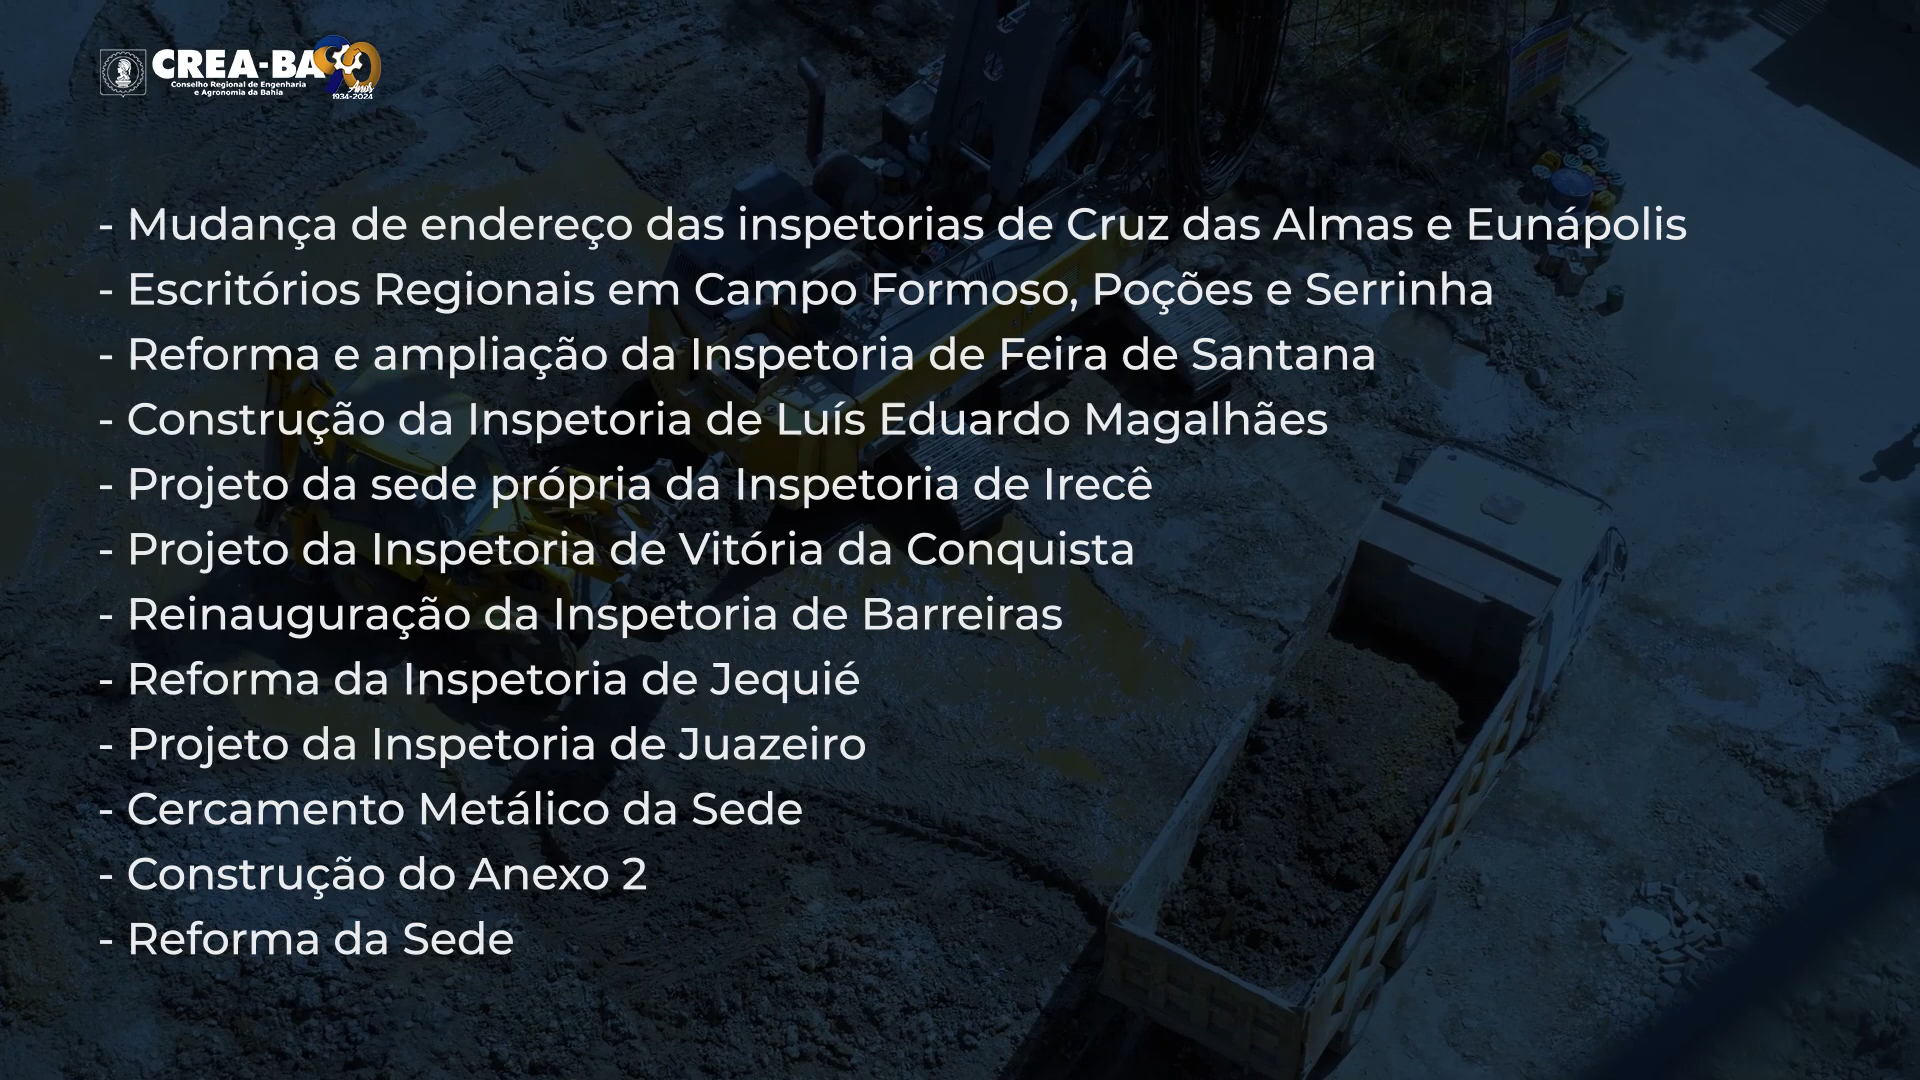 CREA-BA
Conselho Regional de Engenharia
e Agronomia da Bahia
90
Anos
1934-2024
- Mudança de endereço das inspetorias de Cruz das Almas e Eunápolis
- Escritórios Regionais em Campo Formoso, Poções e Serrinha
- Reforma e ampliação da Inspetoria de Feira de Santana
- Construção da Inspetoria de Luís Eduardo Magalhães
- Projeto da sede própria da Inspetoria de Irecê
- Projeto da Inspetoria de Vitória da Conquista
- Reinauguração da Inspetoria de Barreiras
- Reforma da Inspetoria de Jequié
- Projeto da Inspetoria de Juazeiro
- Cercamento Metálico da Sede
- Construção do Anexo 2
- Reforma da Sede